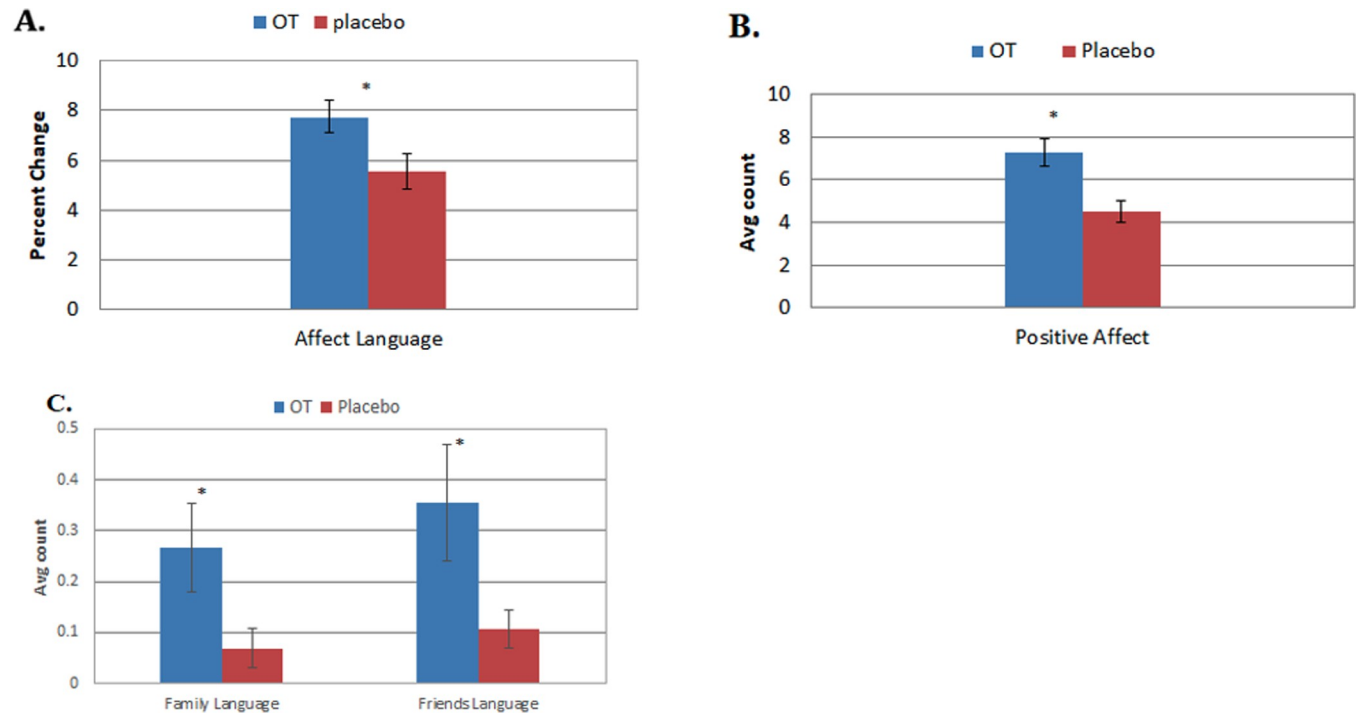 A.
OT placebo
10
8
6
4
2
0
Percent Change
*
Affect Language
B.
OT Placebo
10
8
6
4
2
0
Avg count
*
Positive Affect
C.
OT Placebo
0.5
0.4
0.3
0.2
0.1
0
Avg count
*
*
Family Language Friends Language